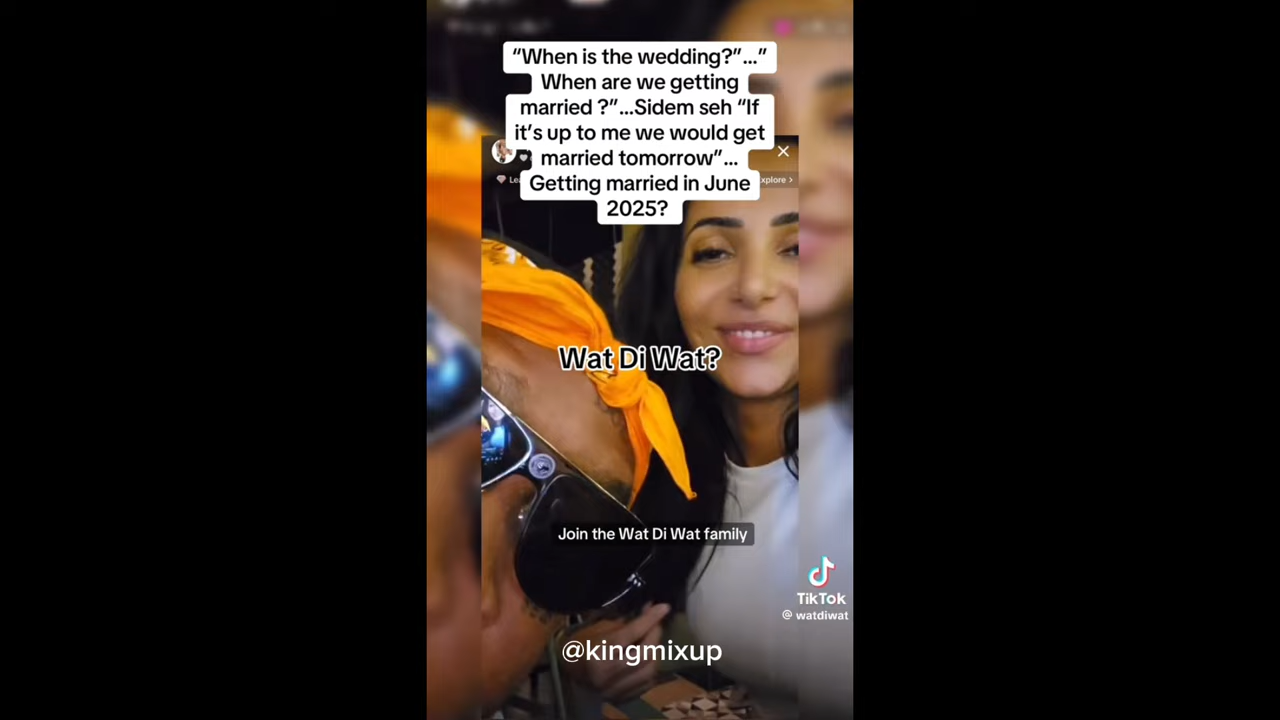 “When is the wedding?”...”
When are we getting
married ?”...Sidem seh “If
it’s up to me we would get
married tomorrow”...
Getting married in June
2025?
Wat Di Wat?
Join the Wat Di Wat family
TikTok
@ watdiwat
@kingmixup